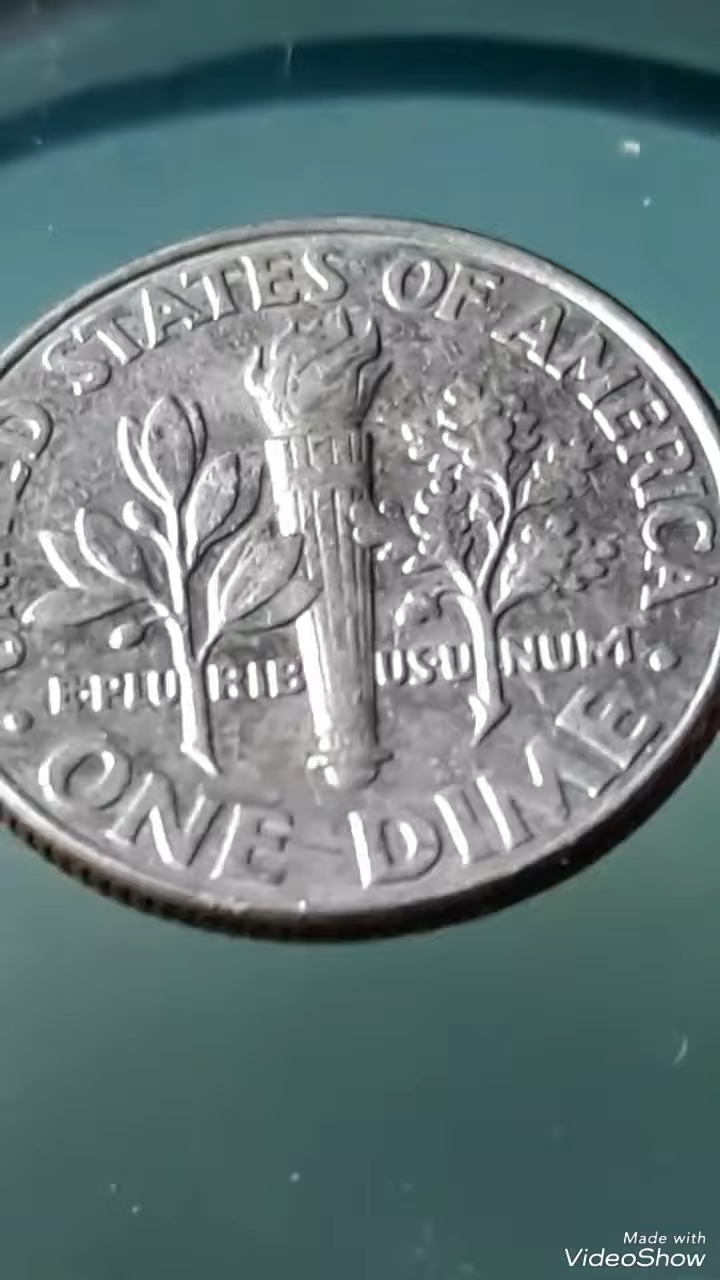 STATES OF AMERICA
E·PLU RIB USU NUM
ONE DIME
Made with
VideoShow